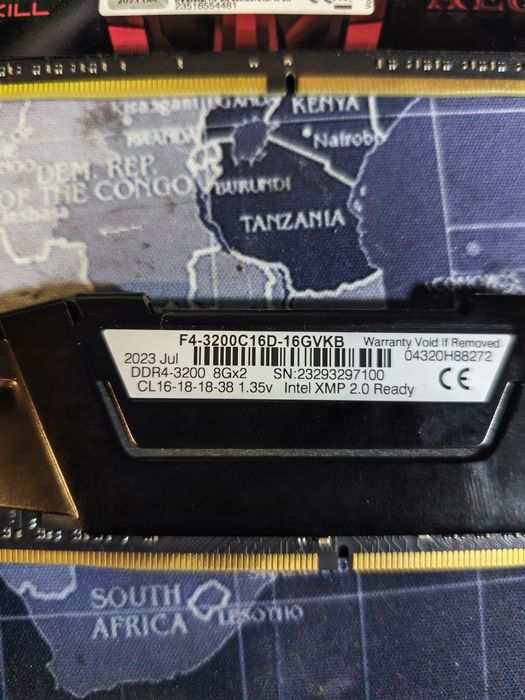 KILL
2023 Dec
23516554481
KENYA
Nairobi
RWANDA
DEM. REP.
OF THE CONGO
BURUNDI
TANZANIA
F4-3200C16D-16GVKB Warranty Void If Removed
2023 Jul 04320H88272
DDR4-3200 8Gx2 SN:23293297100
CL16-18-18-38 1.35v Intel XMP 2.0 Ready CE
SOUTH
AFRICA
LESOTHO